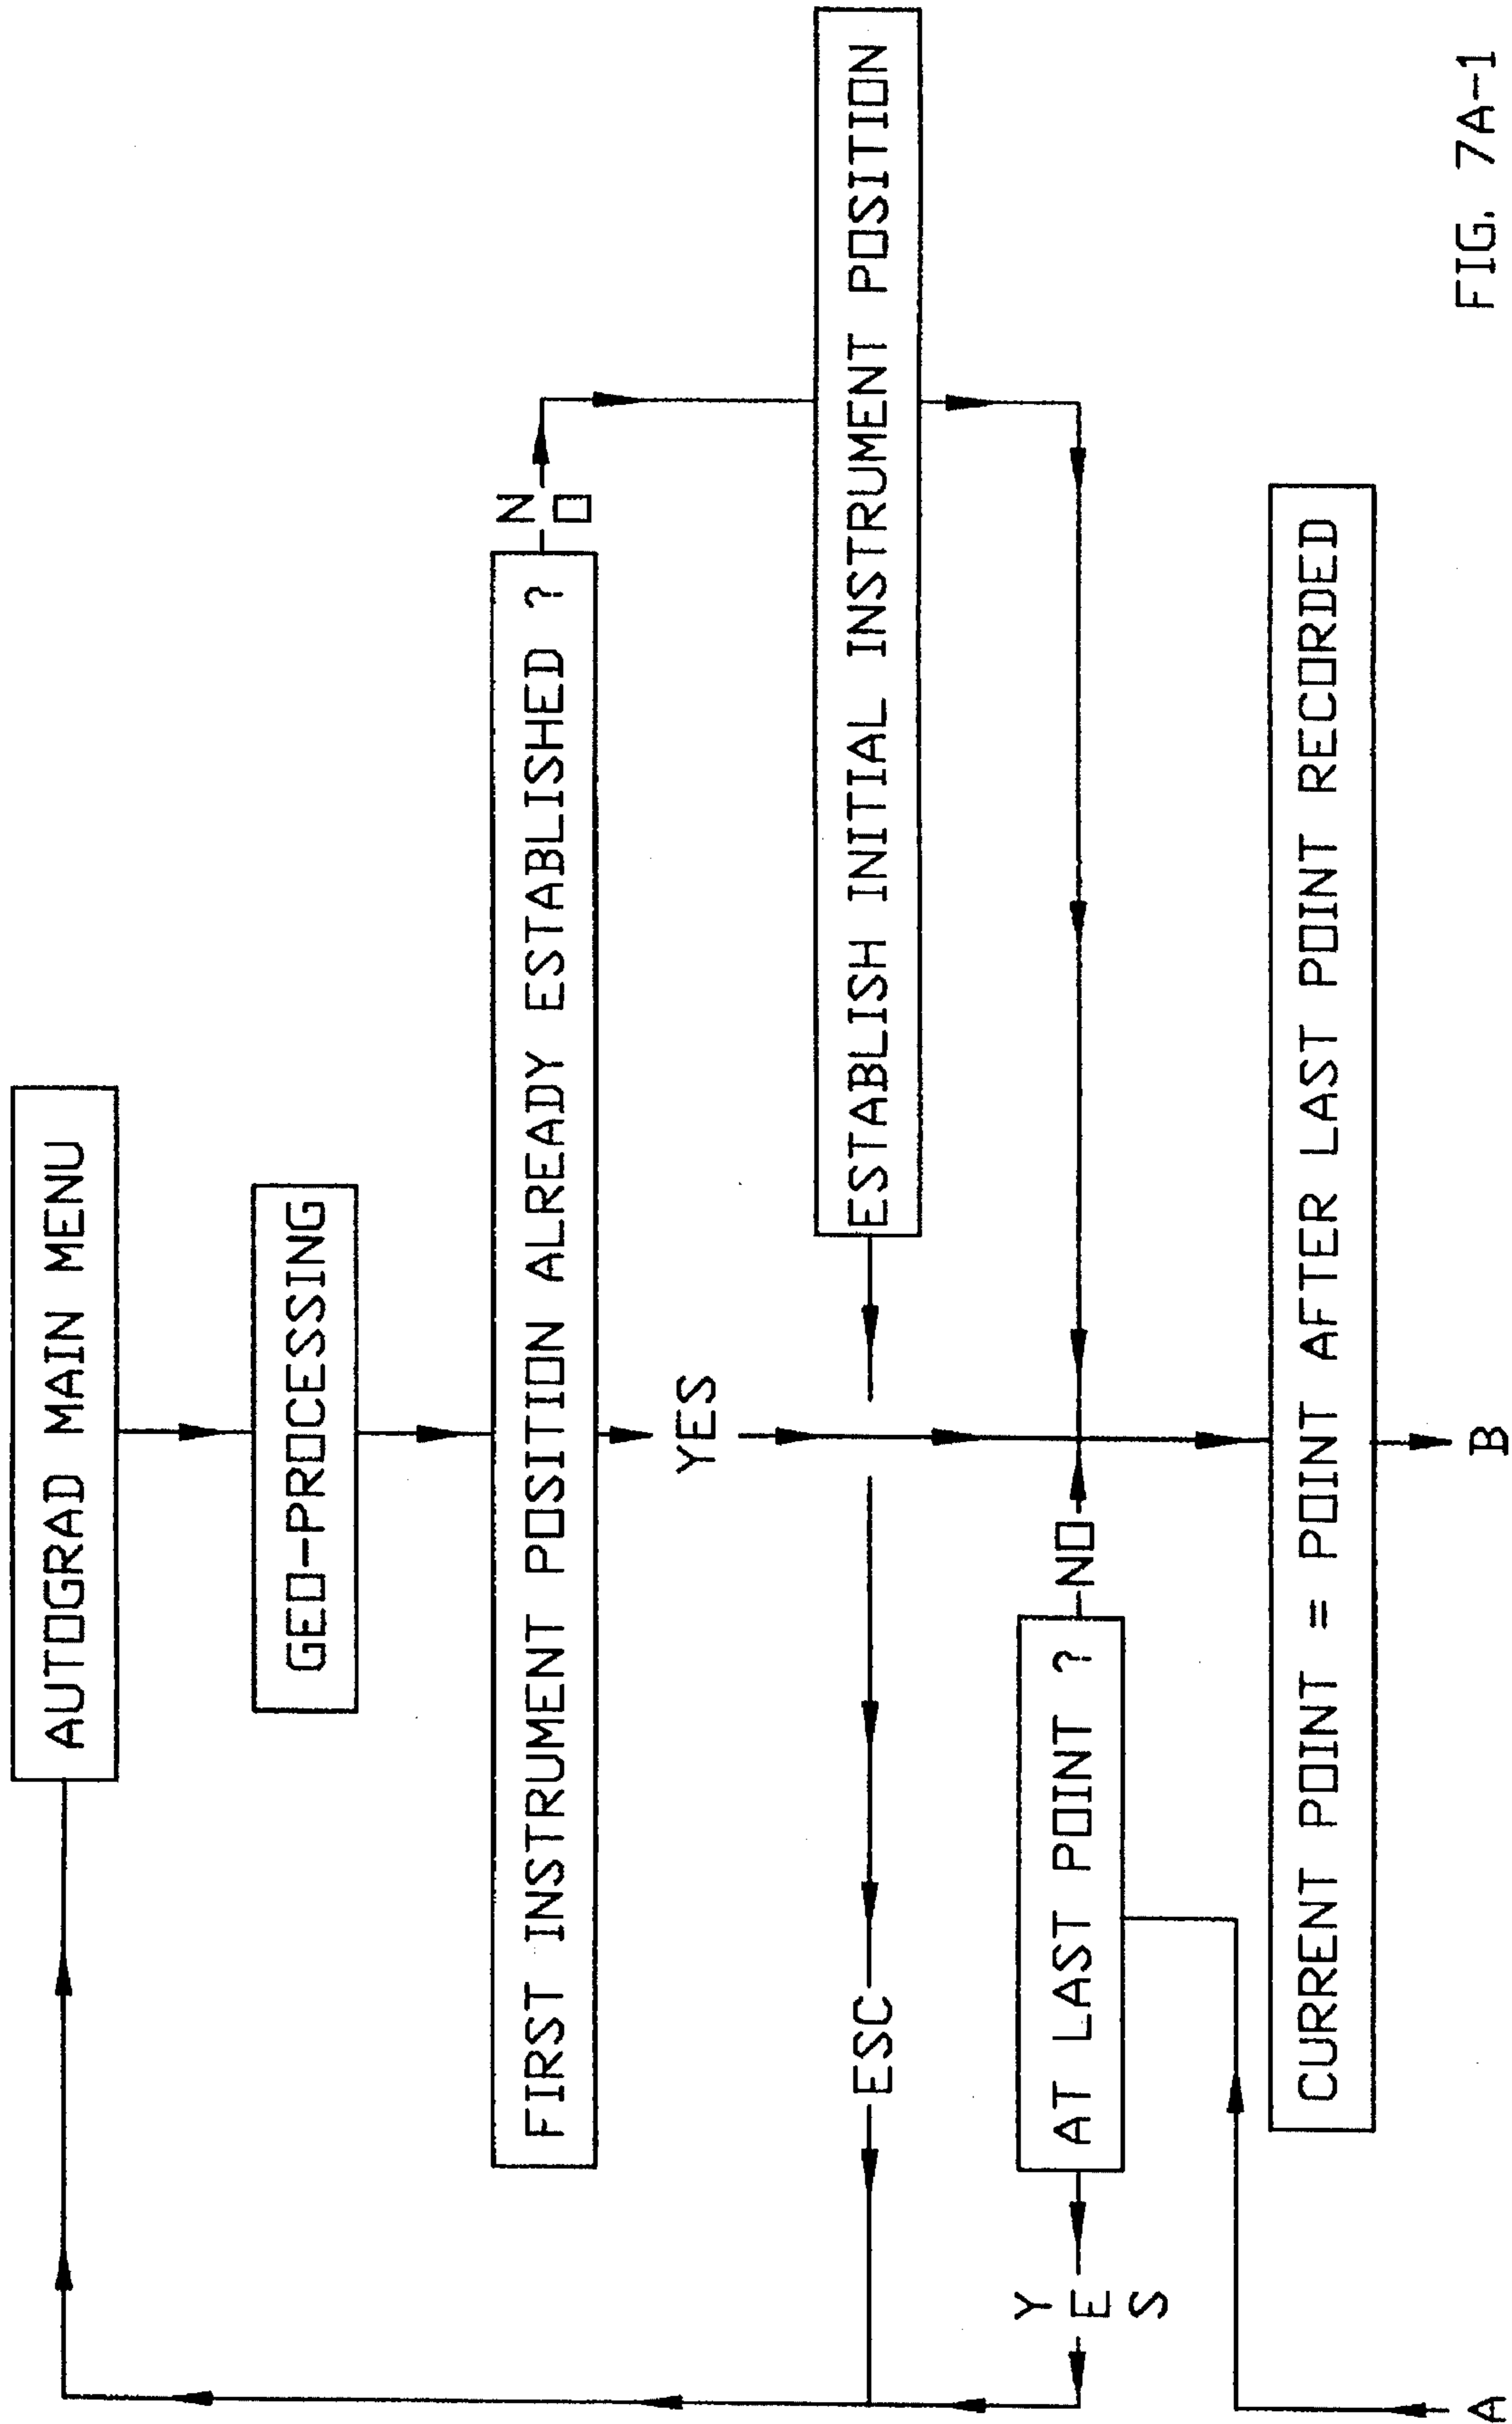 AUTOGRAD MAIN MENU
GEO-PROCESSING
FIRST INSTRUMENT POSITION ALREADY ESTABLISHED ?
NO
YES
ESTABLISH INITIAL INSTRUMENT POSITION
ESC
YES
AT LAST POINT ?
NO
CURRENT POINT = POINT AFTER LAST POINT RECORDED
A
B
FIG. 7A-1